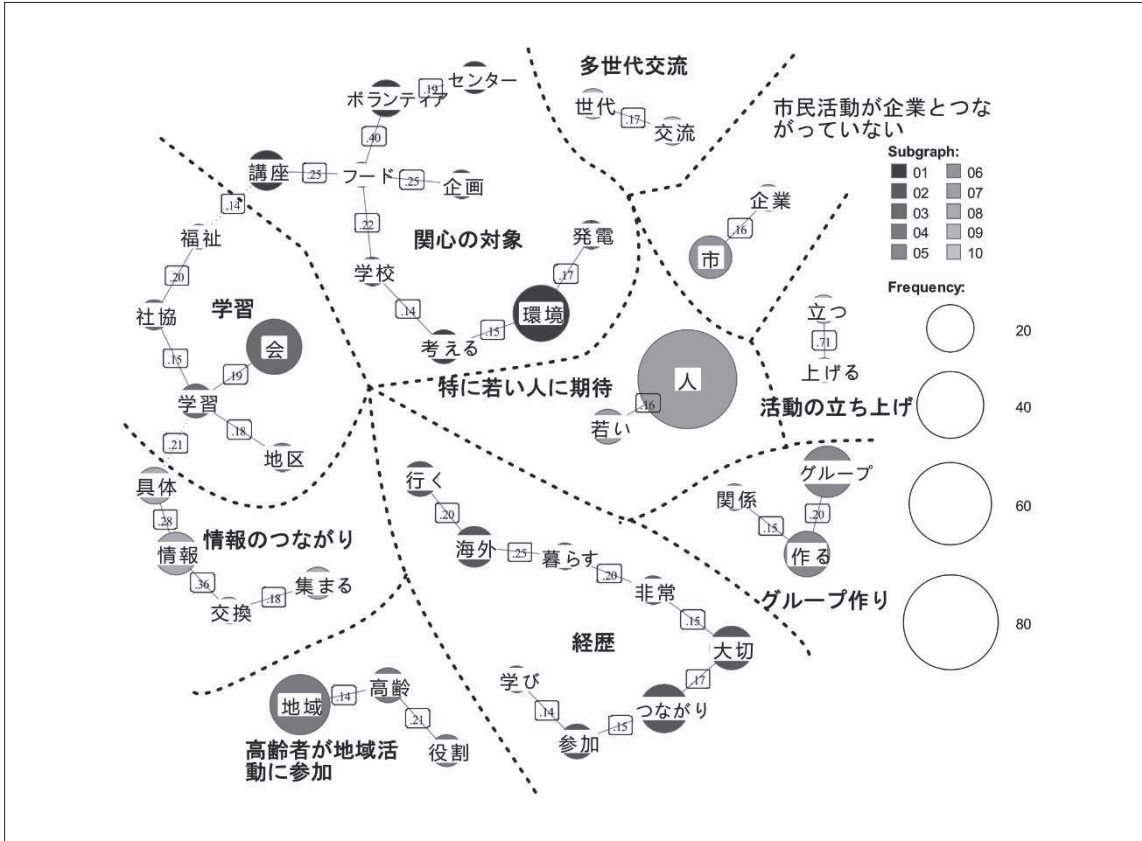 多世代交流
世代
.17
交流
市民活動が企業とつな
がっていない
Subgraph:
01
02
03
04
05
06
07
08
09
10
Frequency:
20
40
60
80
センター
.19
ボランティア
.40
講座
.25
フード
.25
企画
.14
.22
福祉
関心の対象
学校
発電
.17
.14
環境
.15
考える
.20
学習
社協
会
.15
.19
学習
.18
.21
地区
企業
.16
市
立つ
.71
上げる
活動の立ち上げ
特に若い人に期待
人
.16
若い
具体
.28
情報のつながり
情報
.36
交換
.18
集まる
行く
.20
海外
.25
暮らす
.20
非常
.15
大切
.17
つながり
.15
参加
.14
学び
経歴
グループ
.20
関係
.15
作る
グループ作り
地域
.14
高齢
.21
役割
高齢者が地域活
動に参加